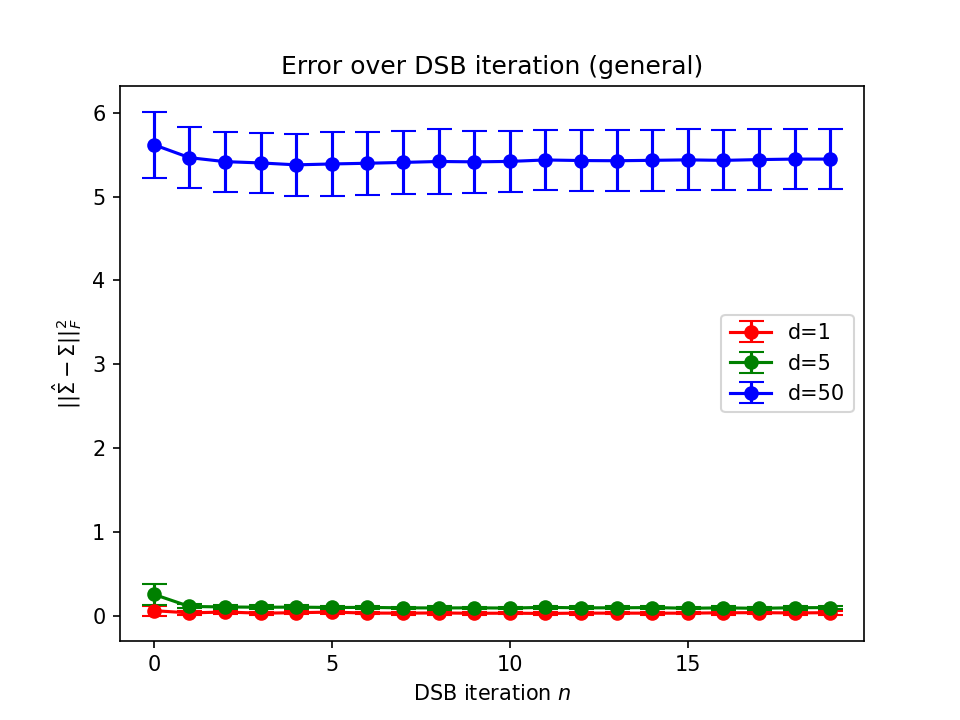 Error over DSB iteration (general)
6
5
4
3
2
1
0
||Σ̂ − Σ||²_F
d=1
d=5
d=50
0 5 10 15
DSB iteration n